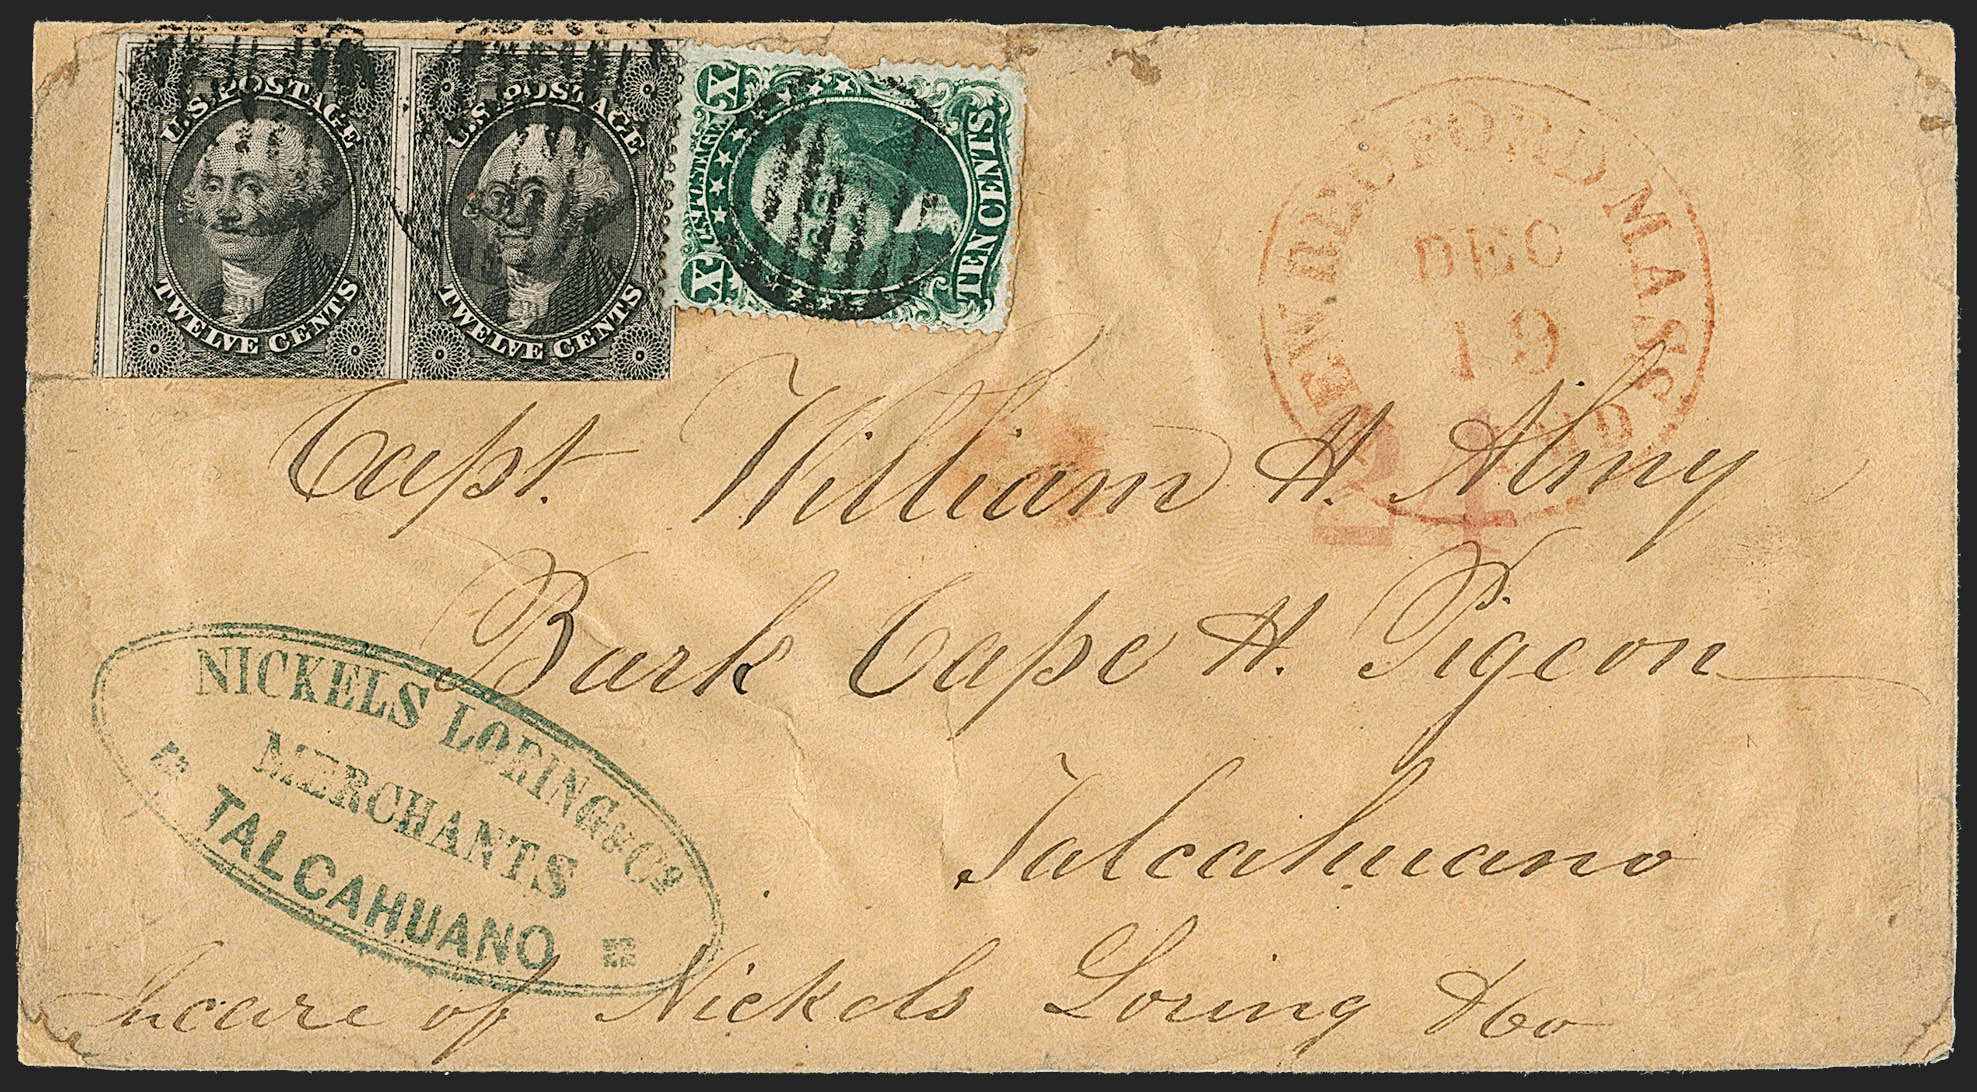 U.S. POSTAGE
TWELVE CENTS
U.S. POSTAGE
TWELVE CENTS
X X
U.S. POSTAGE
TEN CENTS
NEW BEDFORD MASS.
DEC
19
24
Capt. William H. Almy
Bark Cape H. Pigeon
Talcahuano
In care of Nickels Loring & Co
NICKELS LORING & Cº
MERCHANTS
TALCAHUANO